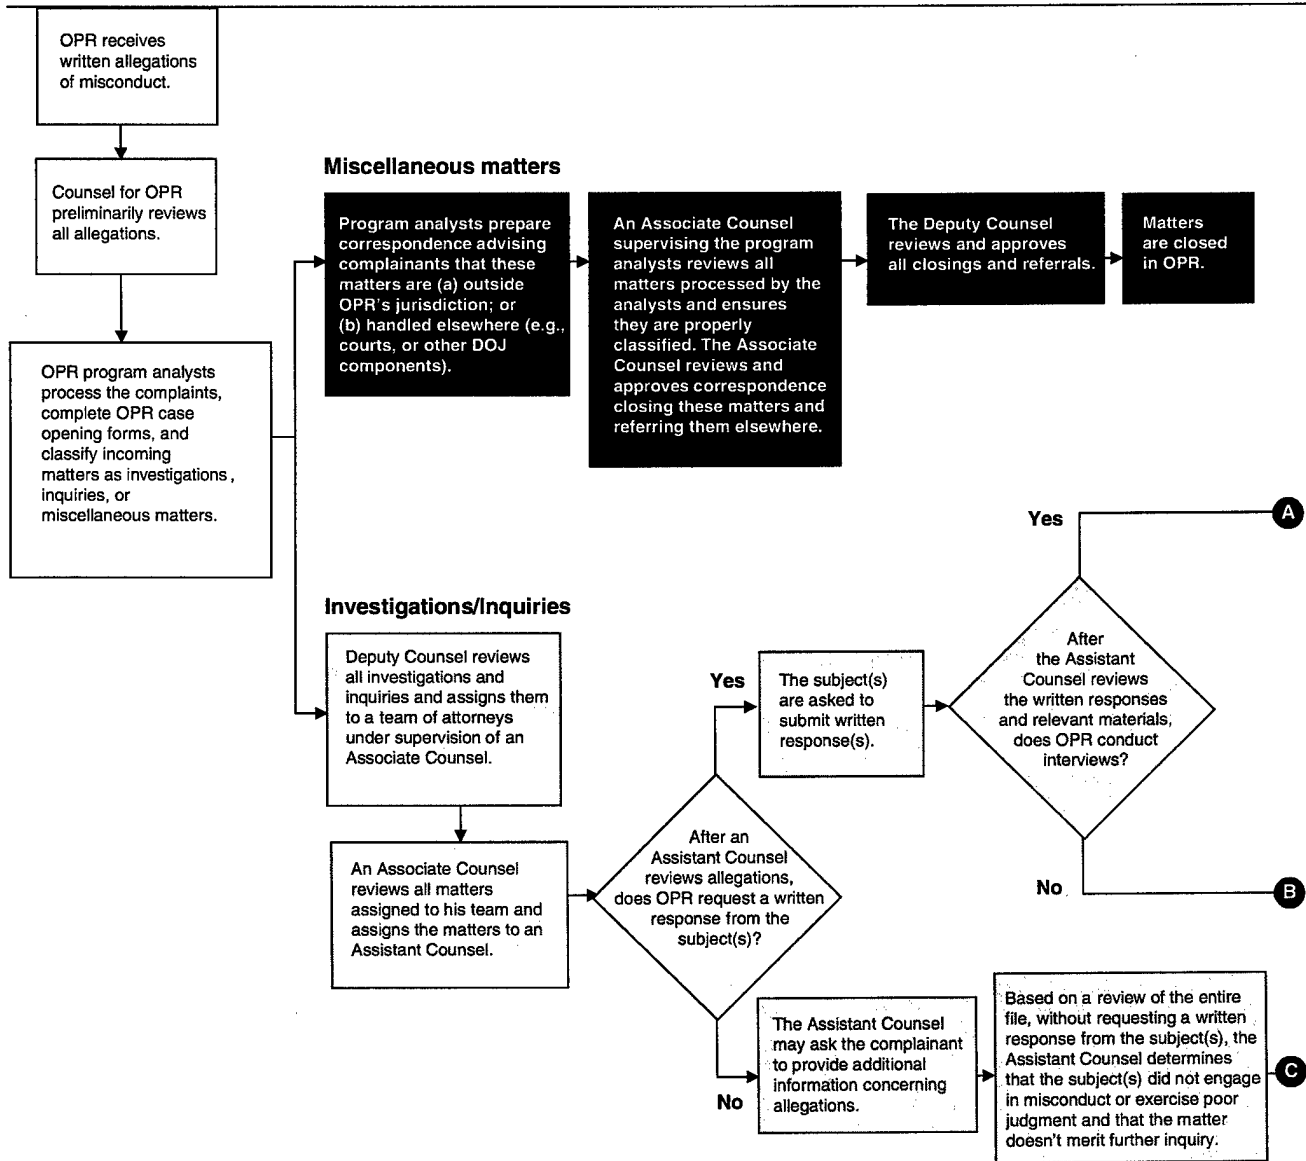 OPR receives
written allegations
of misconduct.
Counsel for OPR
preliminarily reviews
all allegations.
OPR program analysts
process the complaints,
complete OPR case
opening forms, and
classify incoming
matters as investigations,
inquiries, or
miscellaneous matters.
Miscellaneous matters
Program analysts prepare
correspondence advising
complainants that these
matters are (a) outside
OPR's jurisdiction; or
(b) handled elsewhere (e.g.,
courts, or other DOJ
components).
An Associate Counsel
supervising the program
analysts reviews all
matters processed by the
analysts and ensures
they are properly
classified. The Associate
Counsel reviews and
approves correspondence
closing these matters and
referring them elsewhere.
The Deputy Counsel
reviews and approves
all closings and referrals.
Matters
are closed
in OPR.
Investigations/Inquiries
Deputy Counsel reviews
all investigations and
inquiries and assigns them
to a team of attorneys
under supervision of an
Associate Counsel.
An Associate Counsel
reviews all matters
assigned to his team and
assigns the matters to an
Assistant Counsel.
After an
Assistant Counsel
reviews allegations,
does OPR request a written
response from the
subject(s)?
Yes
The subject(s)
are asked to
submit written
response(s).
After
the Assistant
Counsel reviews
the written responses
and relevant materials,
does OPR conduct
interviews?
Yes
A
No
B
No
The Assistant Counsel
may ask the complainant
to provide additional
information concerning
allegations.
Based on a review of the entire
file, without requesting a written
response from the subject(s), the
Assistant Counsel determines
that the subject(s) did not engage
in misconduct or exercise poor
judgment and that the matter
doesn't merit further inquiry.
C